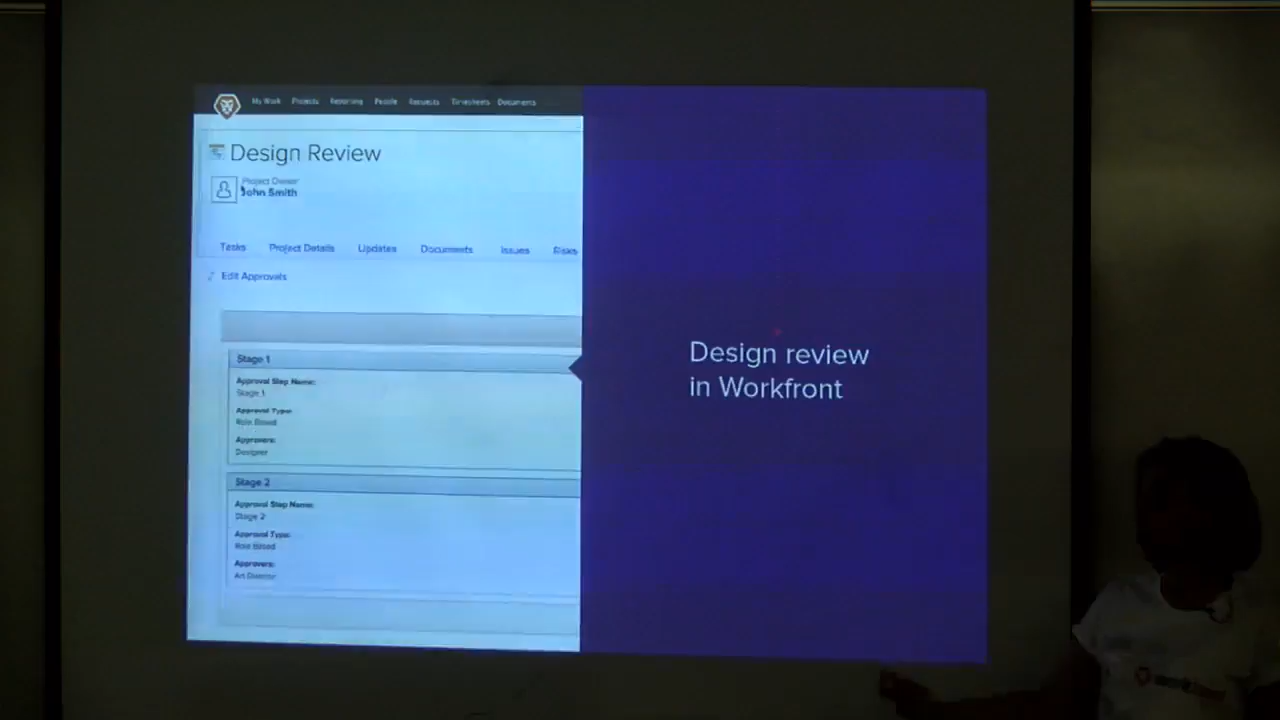 My Work Projects Reporting People Requests Timesheets Documents
Design Review
Project Owner
John Smith
Tasks Project Details Updates Documents Issues Risks
Edit Approvals
Stage 1
Approval Step Name:
Stage 1
Approval Type:
Role Based
Approvers:
Designer
Stage 2
Approval Step Name:
Stage 2
Approval Type:
Role Based
Approvers:
Art Director
Design review
in Workfront